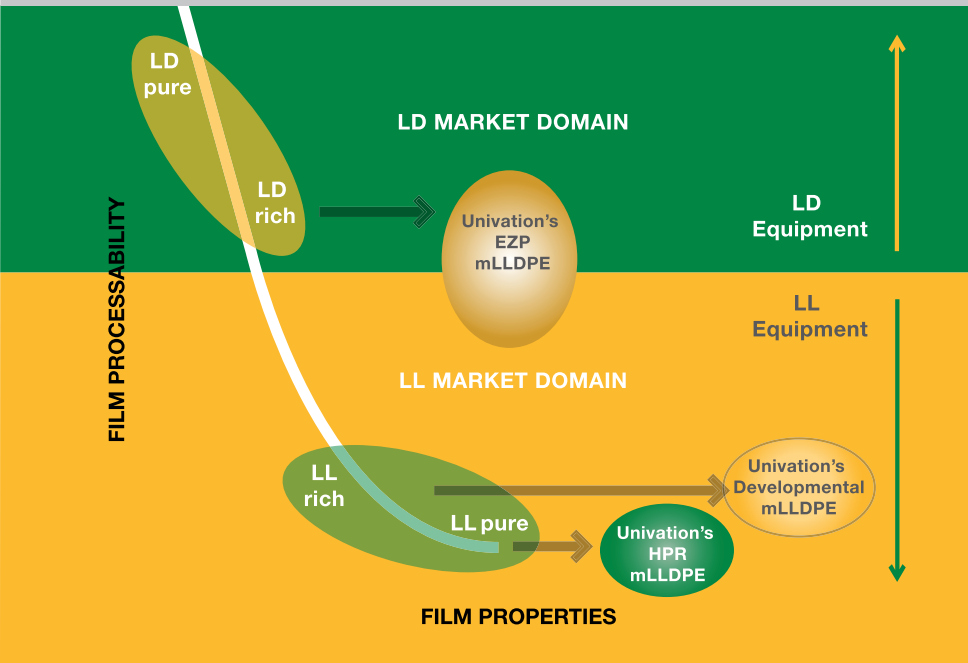 LD
pure
LD MARKET DOMAIN
LD
rich
Univation’s
EZP
mLLDPE
LD
Equipment
FILM PROCESSABILITY
LL
Equipment
LL MARKET DOMAIN
LL
rich
LL pure
Univation’s
Developmental
mLLDPE
Univation’s
HPR
mLLDPE
FILM PROPERTIES